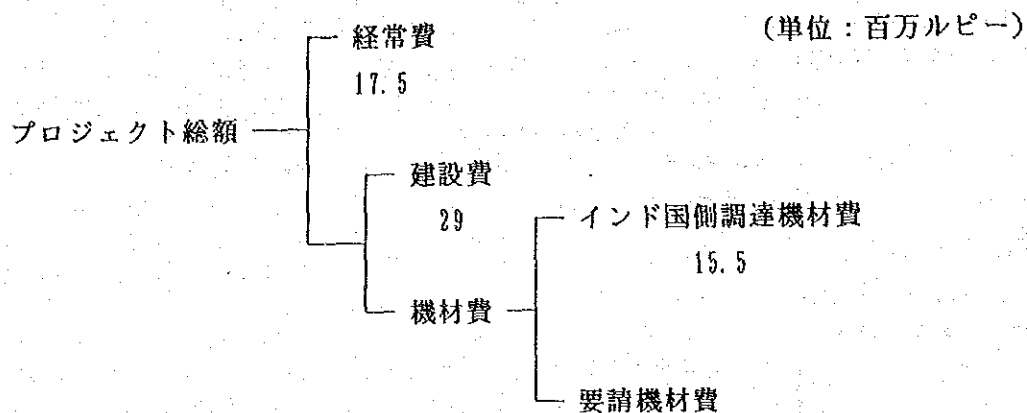 (単位：百万ルピー)
経常費
17.5
プロジェクト総額
建設費
29
インド国側調達機材費
15.5
機材費
要請機材費